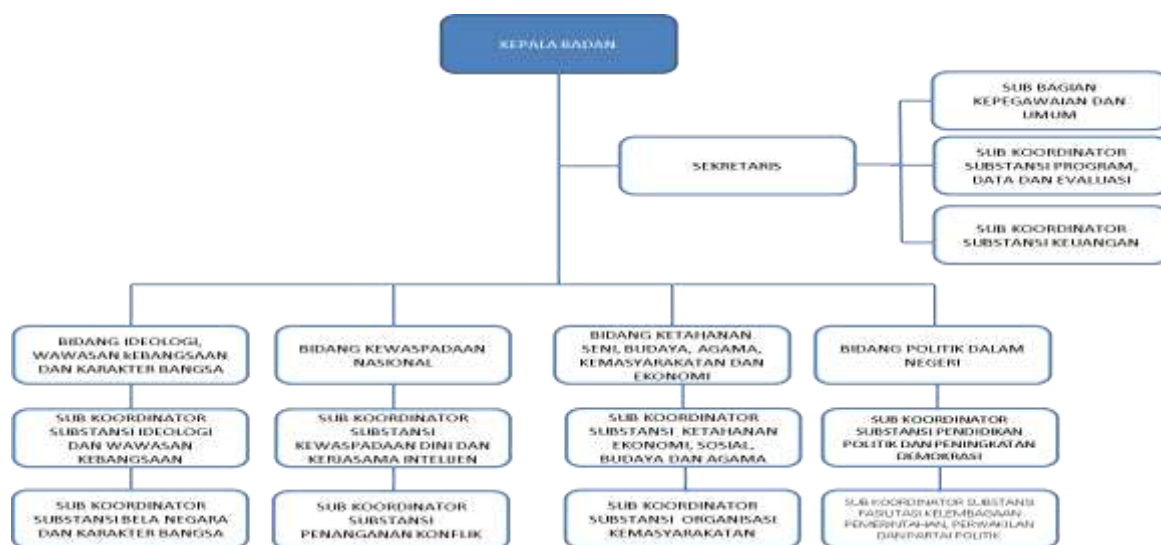 KEPALA BADAN
SUB BAGIAN
KEPEGAWAIAN DAN
UMUM
SEKRETARIS
SUB KOORDINATOR
SUBSTANSI PROGRAM,
DATA DAN EVALUASI
SUB KOORDINATOR
SUBSTANSI KEUANGAN
BIDANG IDEOLOGI,
WAWASAN kEBANGSAAN
DAN KARAKTER BANGSA
BIDANG KEWASPADAAN
NASIONAL
BIDANG KETAHANAN
SENI, BUDAYA, AGAMA,
KEMASYARAKATAN DAN
EKONOMI
BIDANG POLITIK DALAM
NEGERI
SUB KOORDINATOR
SUBSTANSI IDEOLOGI
DAN WAWASAN
KEBANGSAAN
SUB KOORDINATOR
SUBSTANSI
KEWASPADAAN DINI DAN
KERJASAMA INTELIJEN
SUB KOORDINATOR
SUBSTANSI KETAHANAN
EKONOMI, SOSIAL,
BUDAYA DAN AGAMA
SUB KOORDINATOR
SUBSTANSI PENDIDIKAN
POLITIK DAN PENINGKATAN
DEMOKRASI
SUB KOORDINATOR
SUBSTANSI BELA NEGARA
DAN KARAKTER BANGSA
SUB KOORDINATOR
SUBSTANSI
PENANGANAN KONFLIK
SUB KOORDINATOR
SUBSTANSI ORGANISASI
KEMASYARAKATAN
SUB KOORDINATOR SUBSTANSI
FASILITASI KELEMBAGAAN
PEMERINTAHAN, PERWAKILAN
DAN PARTAI POLITIK